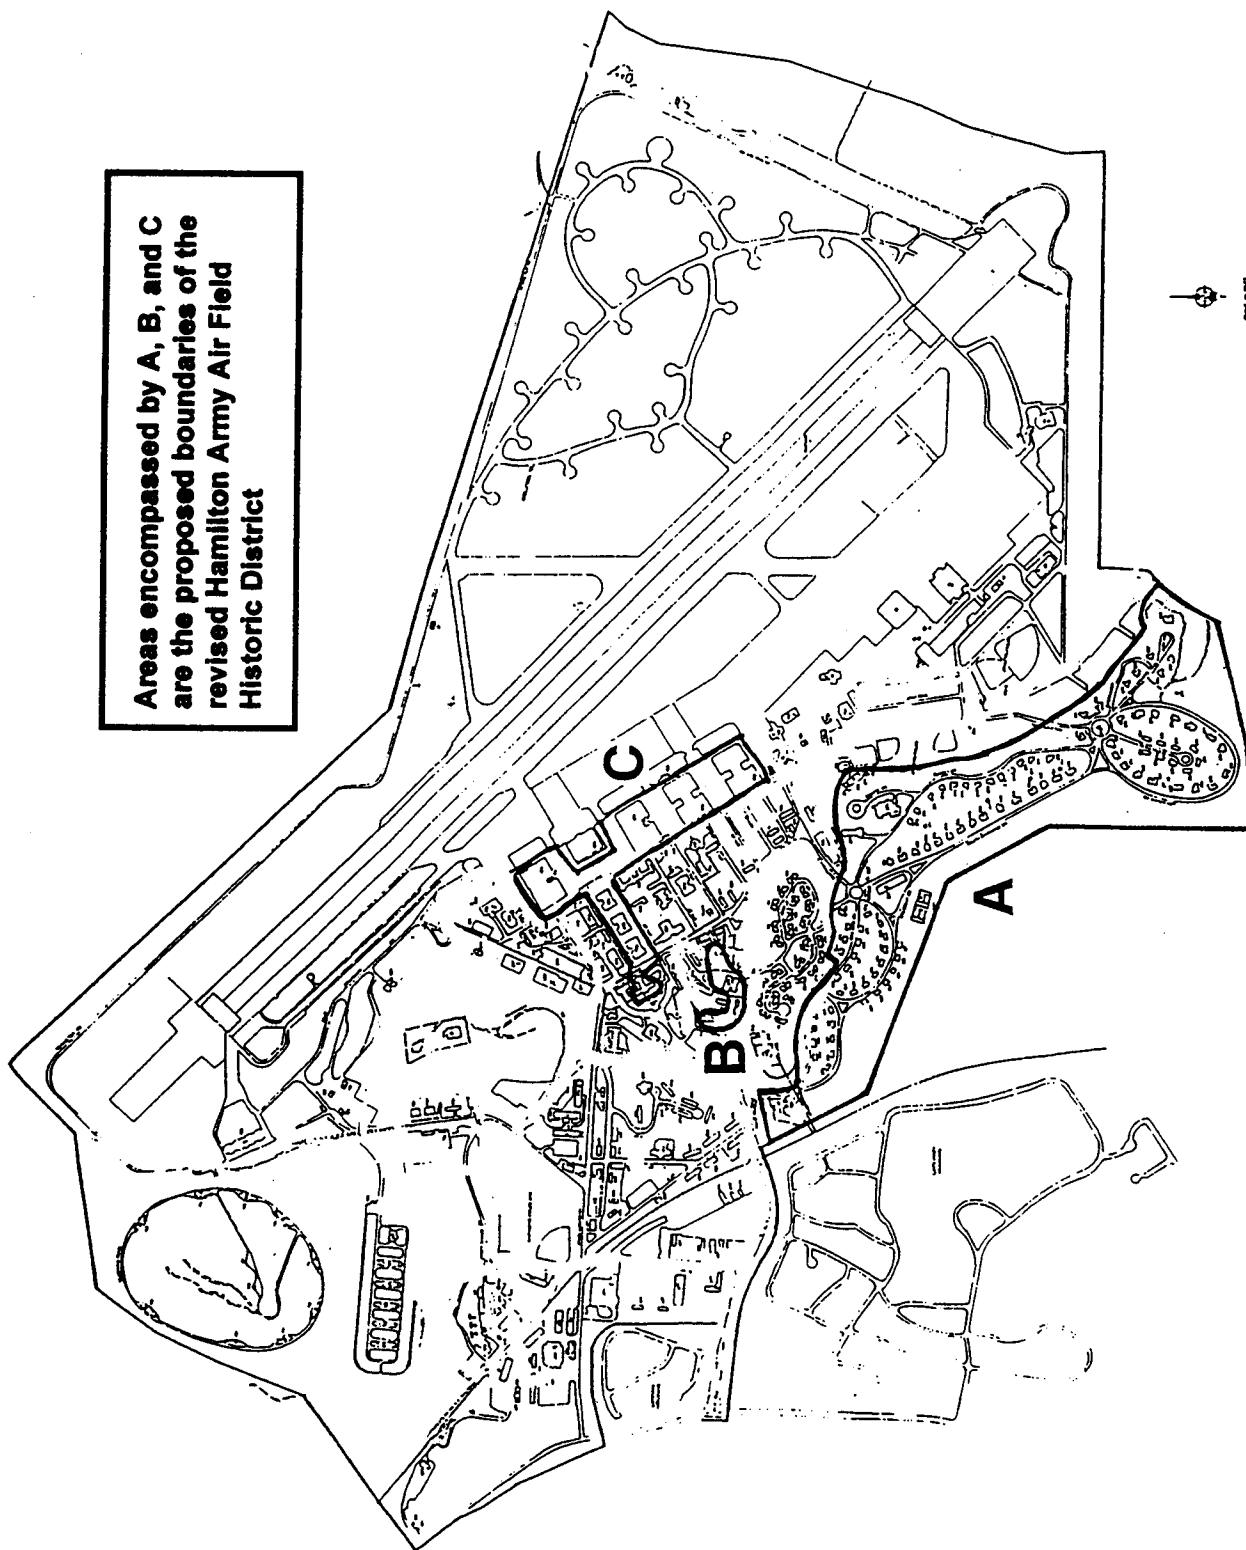 Areas encompassed by A, B, and C
are the proposed boundaries of the
revised Hamilton Army Air Field
Historic District
C
B
A